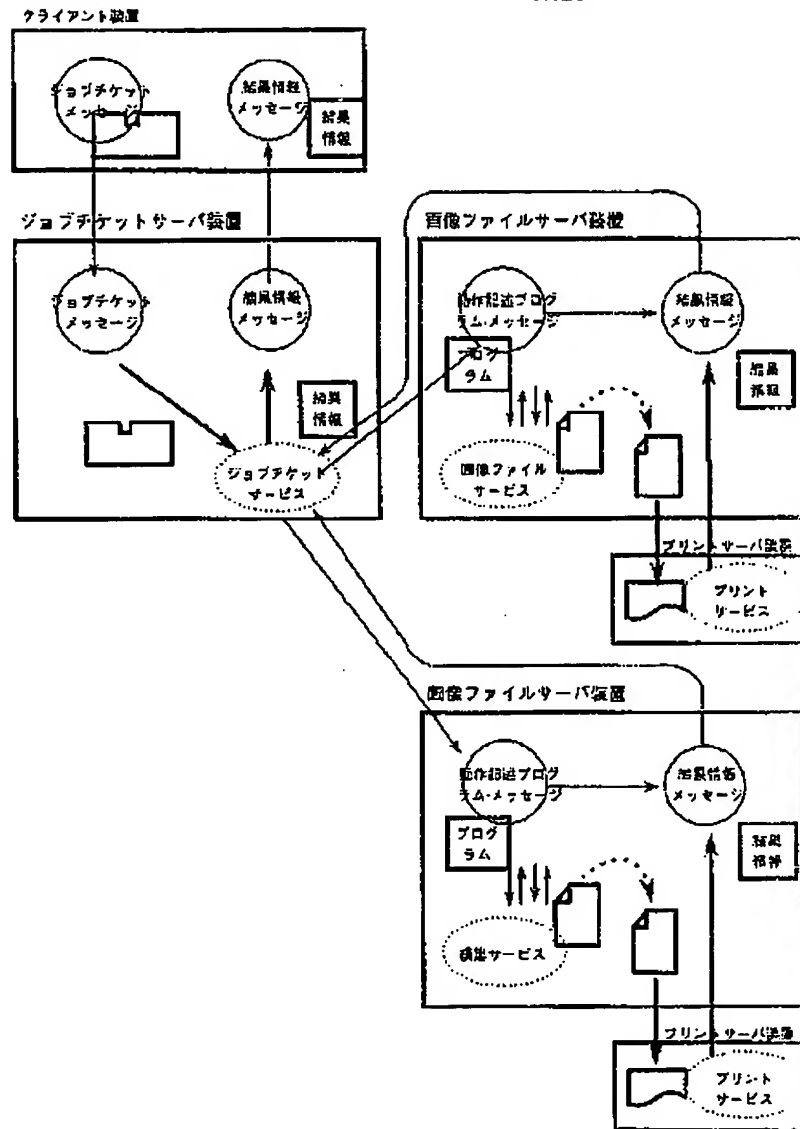 クライアント装置
ジョブチケット
メッセージ
結果情報
メッセージ
結果
情報
ジョブチケットサーバ装置
ジョブチケット
メッセージ
結果情報
メッセージ
結果
情報
ジョブチケット
サービス
画像ファイルサーバ装置
動作記述プログ
ラム・メッセージ
結果情報
メッセージ
プログ
ラム
結果
情報
画像ファイル
サービス
プリントサーバ装置
プリント
サービス
画像ファイルサーバ装置
動作記述プログ
ラム・メッセージ
結果情報
メッセージ
プログ
ラム
結果
情報
サービス
プリントサーバ装置
プリント
サービス